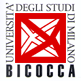 UNIVERSITÀ
DEGLI STUDI
DI MILANO
BICOCCA